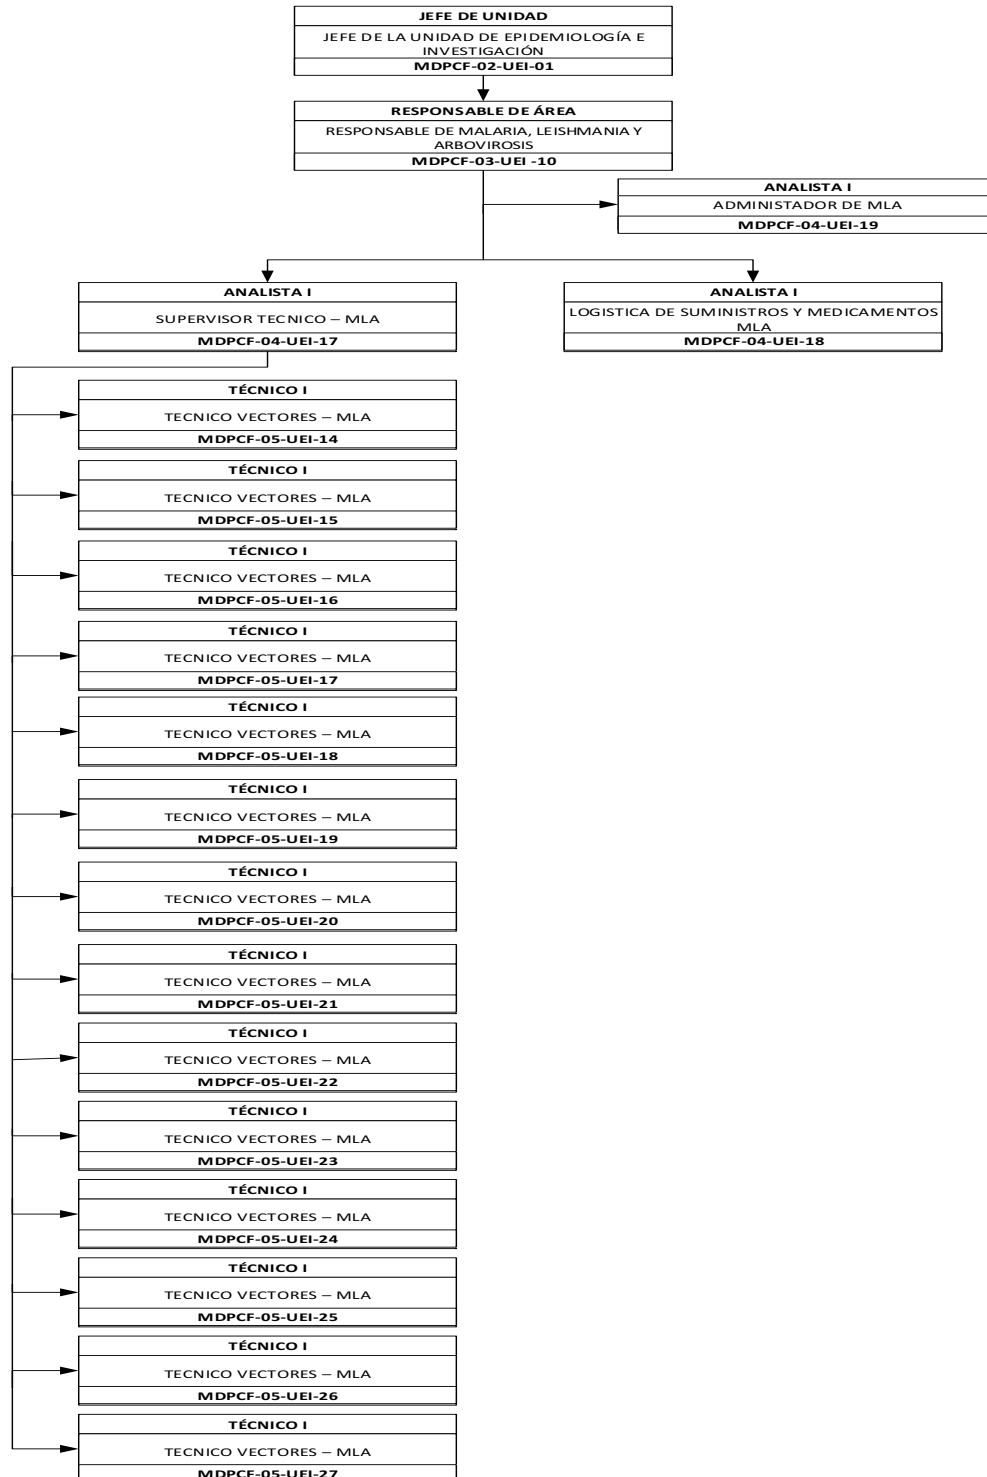 JEFE DE UNIDAD
JEFE DE LA UNIDAD DE EPIDEMIOLOGÍA E
INVESTIGACIÓN
MDPCF-02-UEI-01
RESPONSABLE DE ÁREA
RESPONSABLE DE MALARIA, LEISHMANIA Y
ARBOVIROSIS
MDPCF-03-UEI -10
ANALISTA I
ADMINISTADOR DE MLA
MDPCF-04-UEI-19
ANALISTA I
SUPERVISOR TECNICO – MLA
MDPCF-04-UEI-17
ANALISTA I
LOGISTICA DE SUMINISTROS Y MEDICAMENTOS
MLA
MDPCF-04-UEI-18
TÉCNICO I
TECNICO VECTORES – MLA
MDPCF-05-UEI-14
TÉCNICO I
TECNICO VECTORES – MLA
MDPCF-05-UEI-15
TÉCNICO I
TECNICO VECTORES – MLA
MDPCF-05-UEI-16
TÉCNICO I
TECNICO VECTORES – MLA
MDPCF-05-UEI-17
TÉCNICO I
TECNICO VECTORES – MLA
MDPCF-05-UEI-18
TÉCNICO I
TECNICO VECTORES – MLA
MDPCF-05-UEI-19
TÉCNICO I
TECNICO VECTORES – MLA
MDPCF-05-UEI-20
TÉCNICO I
TECNICO VECTORES – MLA
MDPCF-05-UEI-21
TÉCNICO I
TECNICO VECTORES – MLA
MDPCF-05-UEI-22
TÉCNICO I
TECNICO VECTORES – MLA
MDPCF-05-UEI-23
TÉCNICO I
TECNICO VECTORES – MLA
MDPCF-05-UEI-24
TÉCNICO I
TECNICO VECTORES – MLA
MDPCF-05-UEI-25
TÉCNICO I
TECNICO VECTORES – MLA
MDPCF-05-UEI-26
TÉCNICO I
TECNICO VECTORES – MLA
MDPCF-05-UEI-27